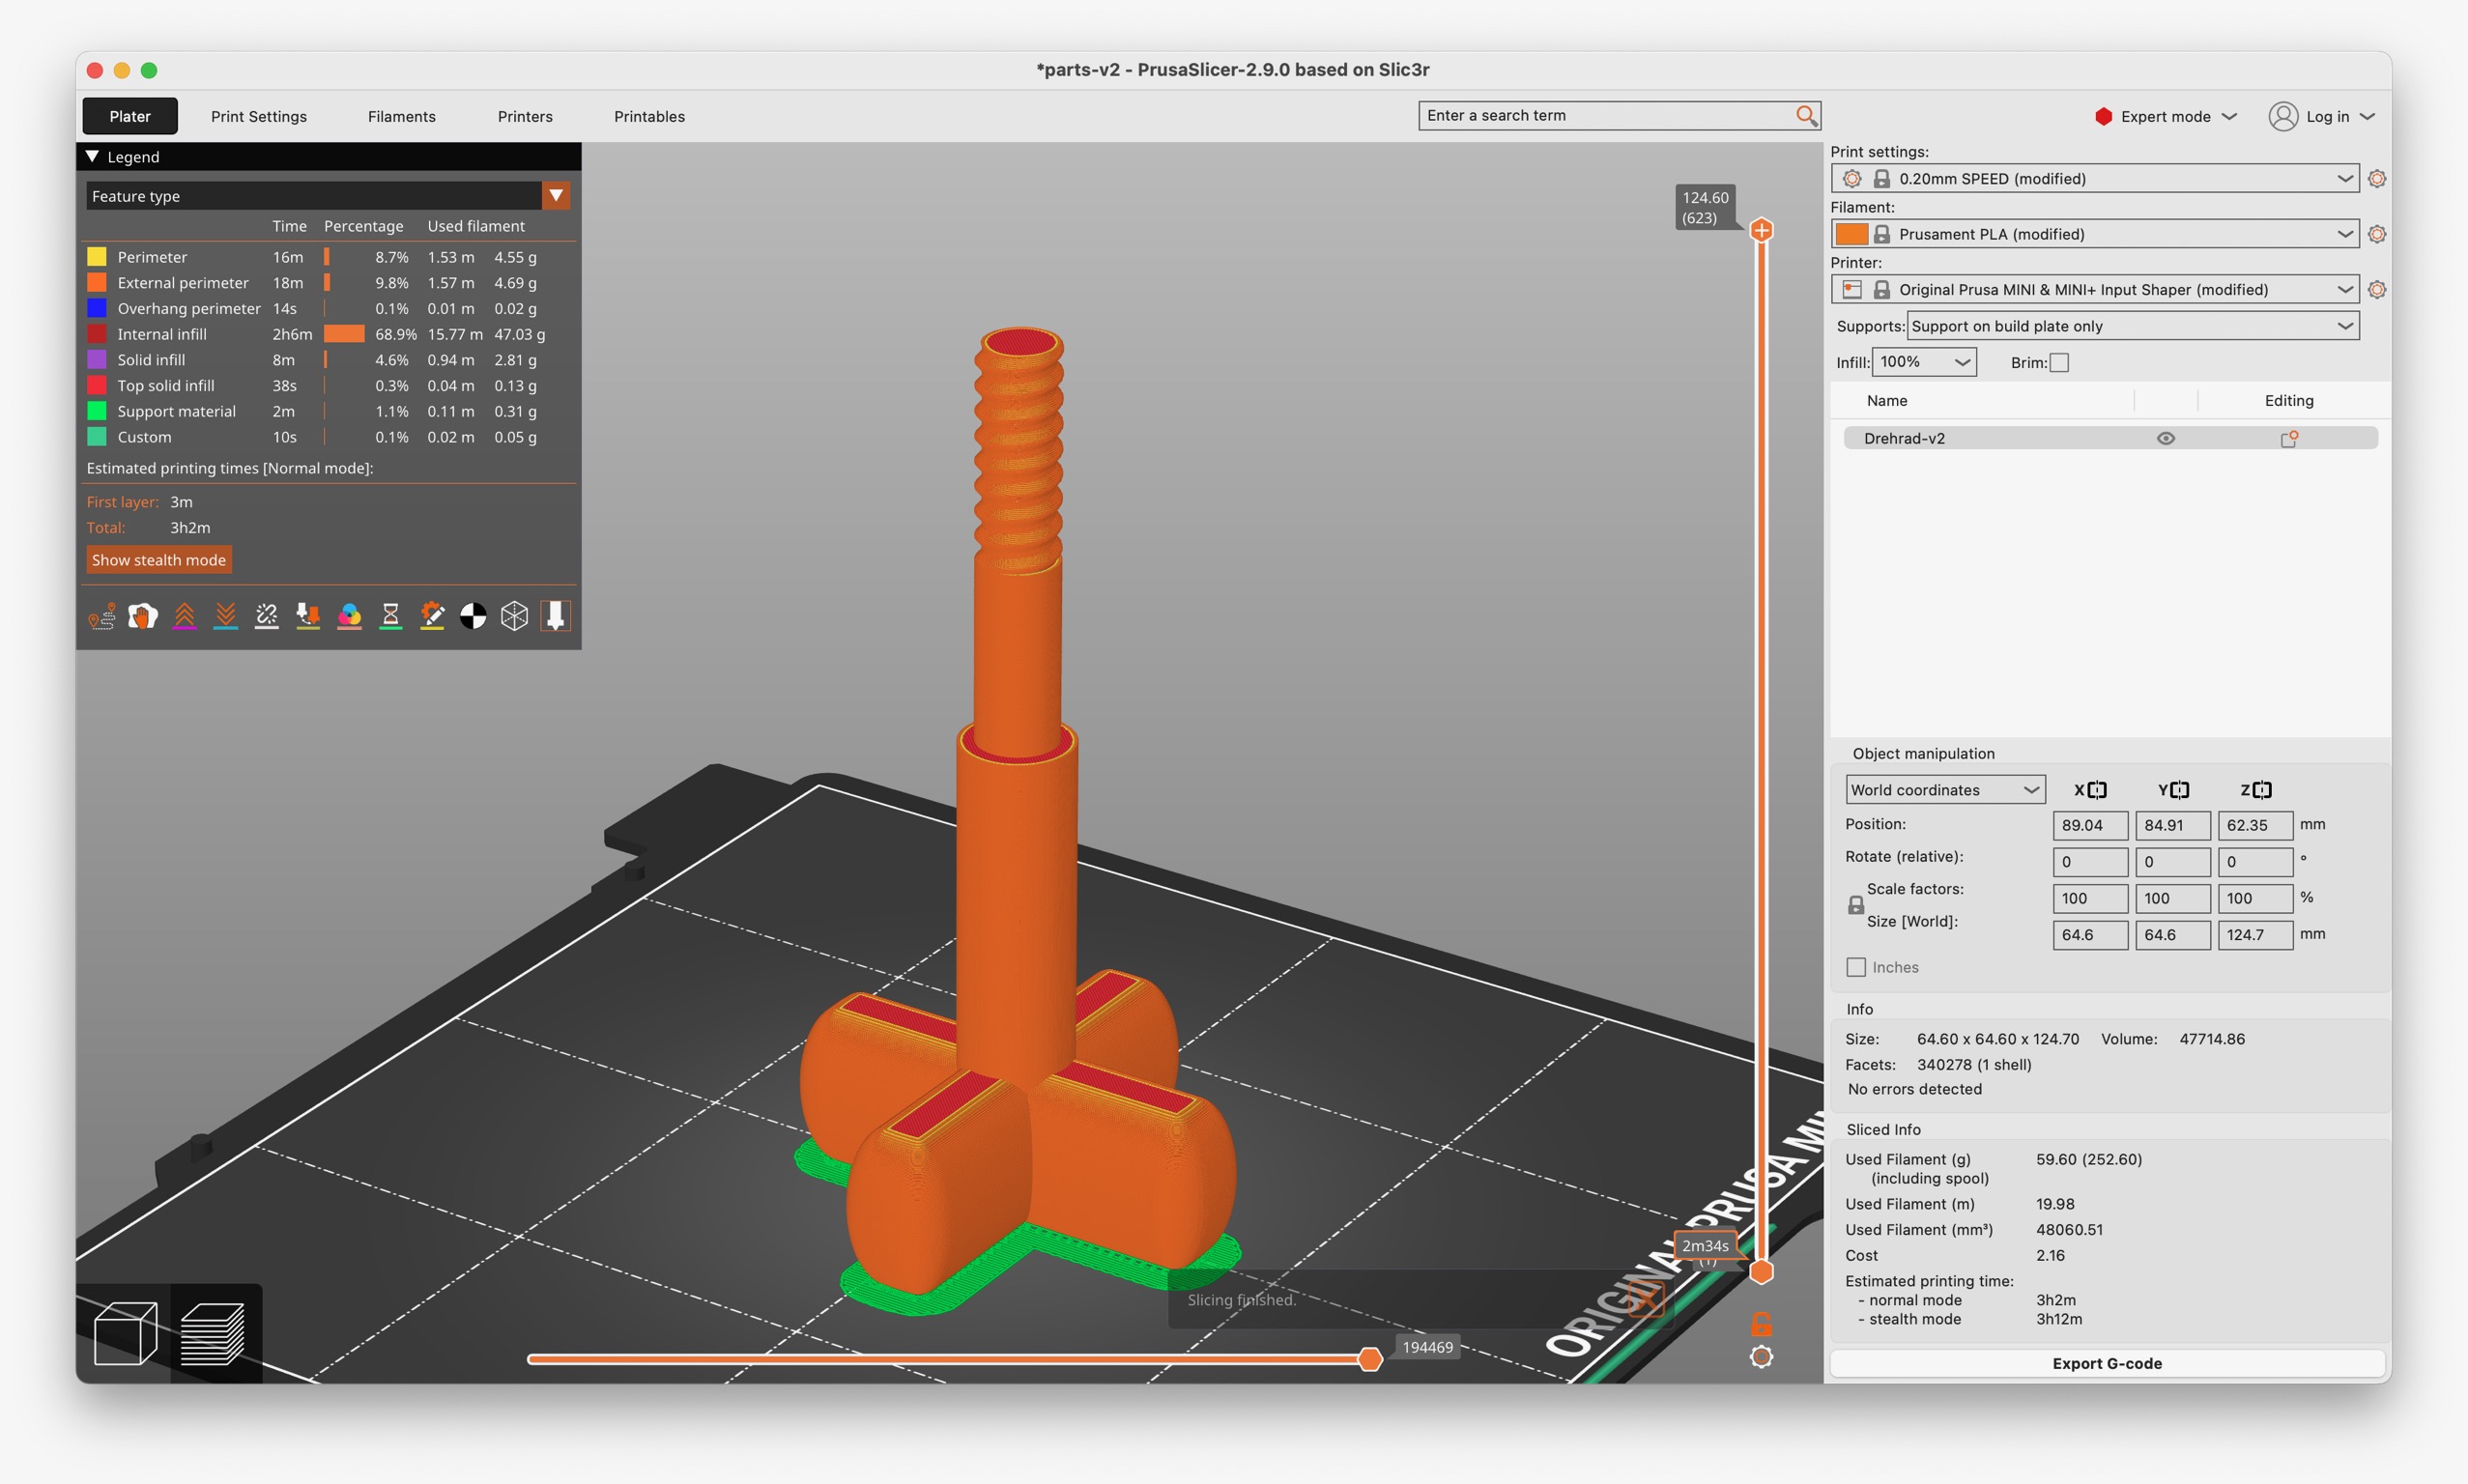 *parts-v2 - PrusaSlicer-2.9.0 based on Slic3r
Plater Print Settings Filaments Printers Printables
Enter a search term
Expert mode Log in
Legend
Feature type
Time Percentage Used filament
Perimeter 16m 8.7% 1.53 m 4.55 g
External perimeter 18m 9.8% 1.57 m 4.69 g
Overhang perimeter 14s 0.1% 0.01 m 0.02 g
Internal infill 2h6m 68.9% 15.77 m 47.03 g
Solid infill 8m 4.6% 0.94 m 2.81 g
Top solid infill 38s 0.3% 0.04 m 0.13 g
Support material 2m 1.1% 0.11 m 0.31 g
Custom 10s 0.1% 0.02 m 0.05 g
Estimated printing times [Normal mode]:
First layer: 3m
Total: 3h2m
Show stealth mode
124.60
(623)
2m34s
(1)
ORIGINAL PRUSA
Slicing finished.
194469
Print settings:
0.20mm SPEED (modified)
Filament:
Prusament PLA (modified)
Printer:
Original Prusa MINI & MINI+ Input Shaper (modified)
Supports: Support on build plate only
Infill: 100% Brim:
Name Editing
Drehrad-v2
Object manipulation
World coordinates X Y Z
Position: 89.04 84.91 62.35 mm
Rotate (relative): 0 0 0 °
Scale factors: 100 100 100 %
Size [World]: 64.6 64.6 124.7 mm
Inches
Info
Size: 64.60 x 64.60 x 124.70 Volume: 47714.86
Facets: 340278 (1 shell)
No errors detected
Sliced Info
Used Filament (g) 59.60 (252.60)
(including spool)
Used Filament (m) 19.98
Used Filament (mm³) 48060.51
Cost 2.16
Estimated printing time:
- normal mode 3h2m
- stealth mode 3h12m
Export G-code